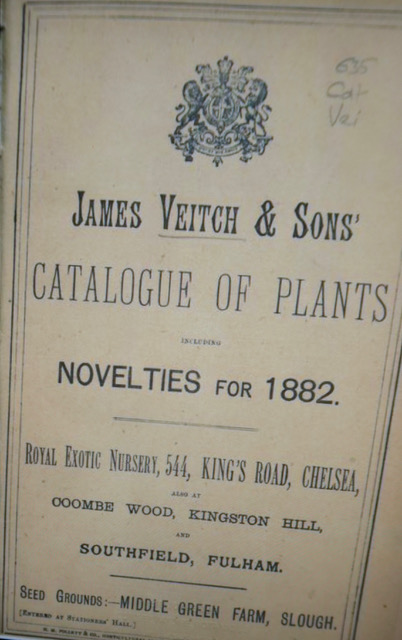 635
Cat
Vei
JAMES VEITCH & SONS'
CATALOGUE OF PLANTS
INCLUDING
NOVELTIES FOR 1882.
ROYAL EXOTIC NURSERY, 544, KING'S ROAD, CHELSEA,
ALSO AT
COOMBE WOOD, KINGSTON HILL,
AND
SOUTHFIELD, FULHAM.
SEED GROUNDS:—MIDDLE GREEN FARM, SLOUGH.
[ENTERED AT STATIONERS' HALL.]